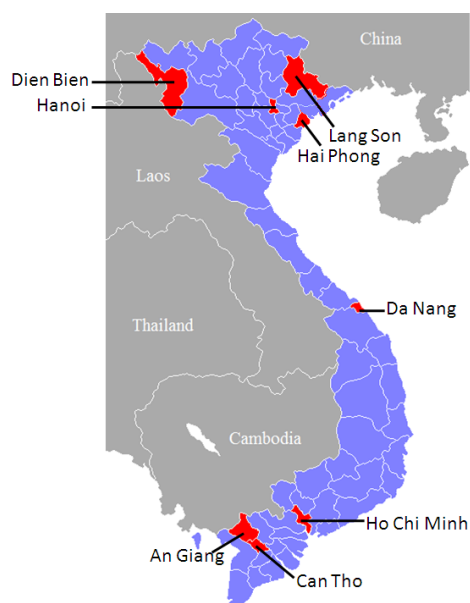 China
Dien Bien
Hanoi
Lang Son
Hai Phong
Laos
Da Nang
Thailand
Cambodia
Ho Chi Minh
An Giang
Can Tho